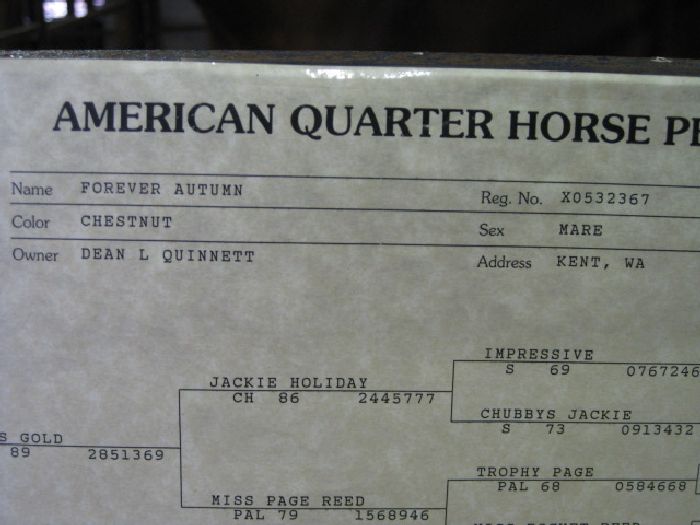 AMERICAN QUARTER HORSE
Name FOREVER AUTUMN Reg. No. X0532367
Color CHESTNUT Sex MARE
Owner DEAN L QUINNETT Address KENT, WA
IMPRESSIVE
S 69 0767246
JACKIE HOLIDAY
CH 86 2445777
CHUBBYS JACKIE
S 73 0913432
S GOLD
89 2851369
TROPHY PAGE
PAL 68 0584668
MISS PAGE REED
PAL 79 1568946